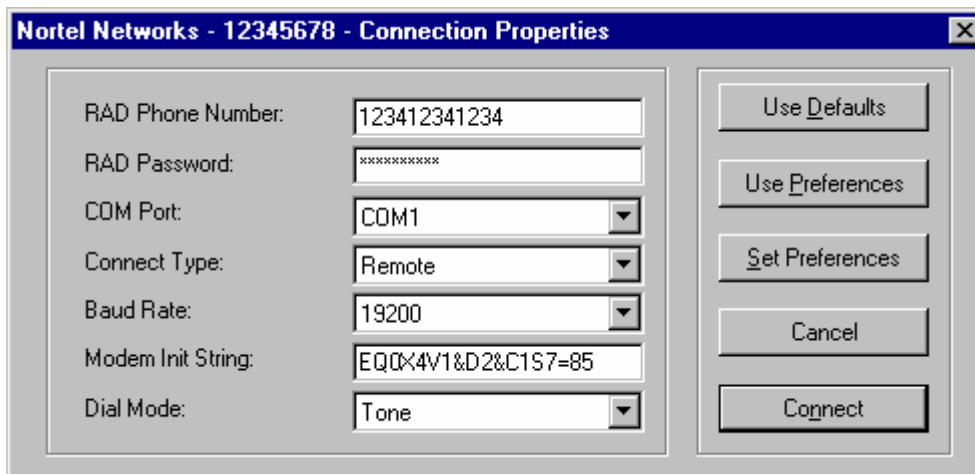 Nortel Networks - 12345678 - Connection Properties
RAD Phone Number: 123412341234
RAD Password: **********
COM Port: COM1
Connect Type: Remote
Baud Rate: 19200
Modem Init String: EQ0X4V1&D2&C1S7=85
Dial Mode: Tone
Use Defaults
Use Preferences
Set Preferences
Cancel
Connect